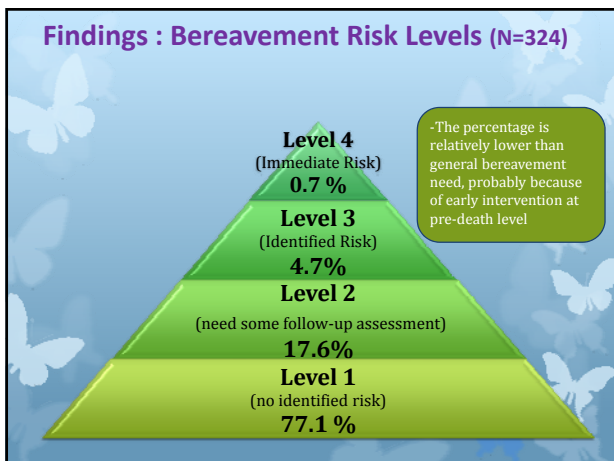 Findings : Bereavement Risk Levels (N=324)
Level 4
(Immediate Risk)
0.7 %
-The percentage is
relatively lower than
general bereavement
need, probably because
of early intervention at
pre-death level
Level 3
(Identified Risk)
4.7%
Level 2
(need some follow-up assessment)
17.6%
Level 1
(no identified risk)
77.1 %